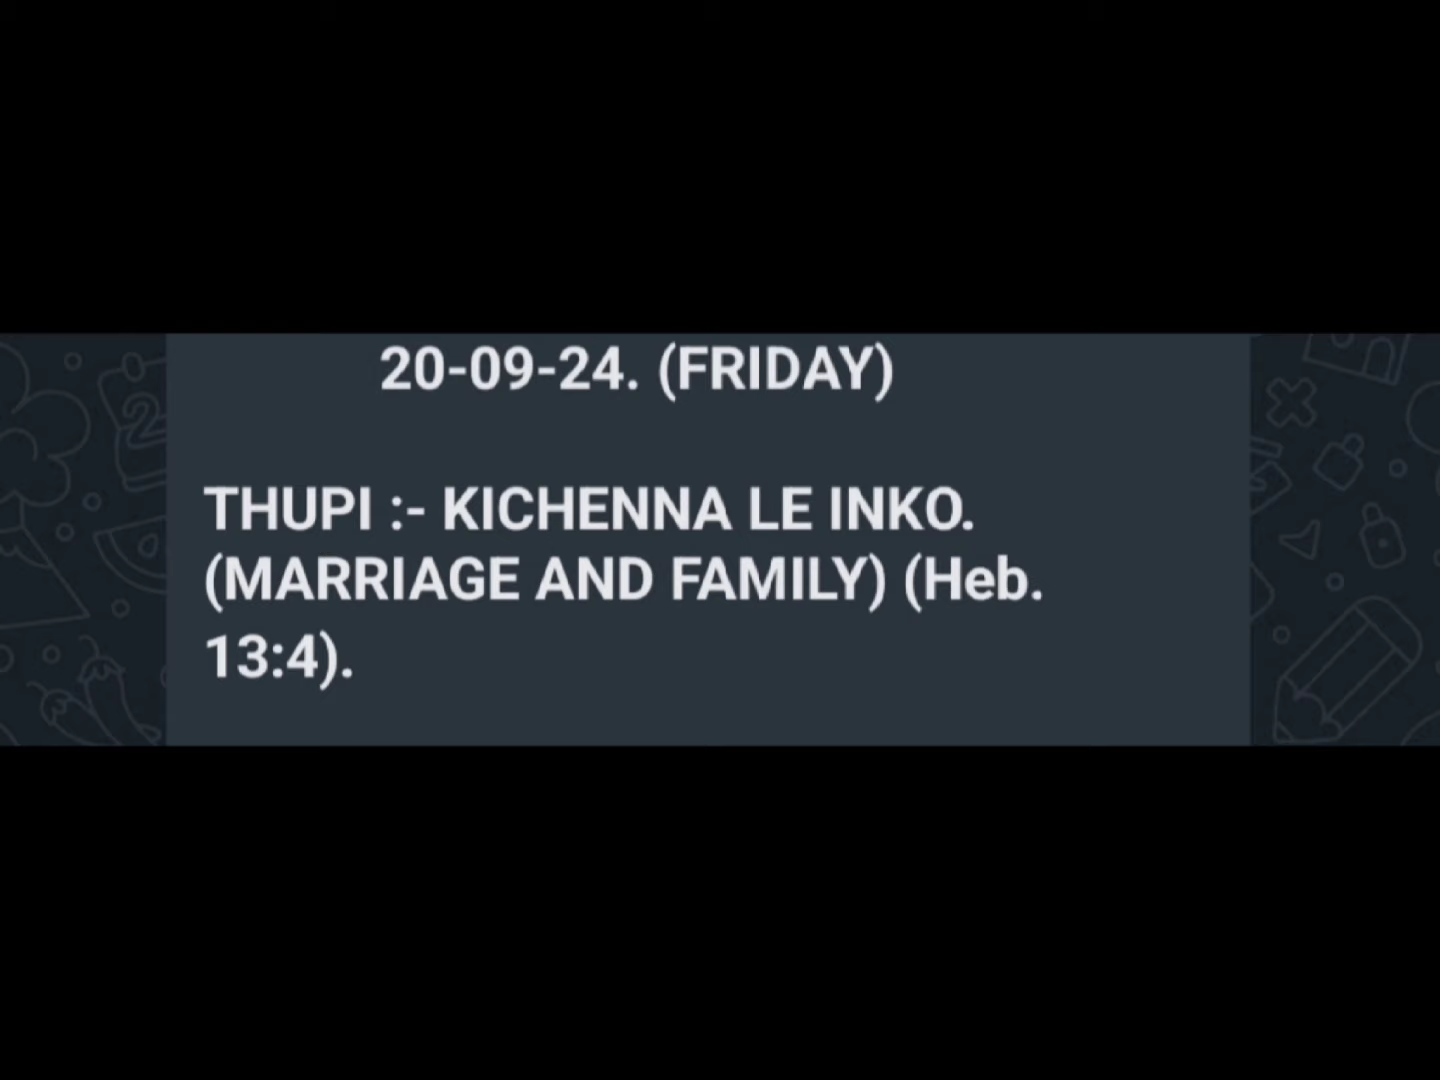 20-09-24. (FRIDAY)
THUPI :- KICHENNA LE INKO.
(MARRIAGE AND FAMILY) (Heb.
13:4).